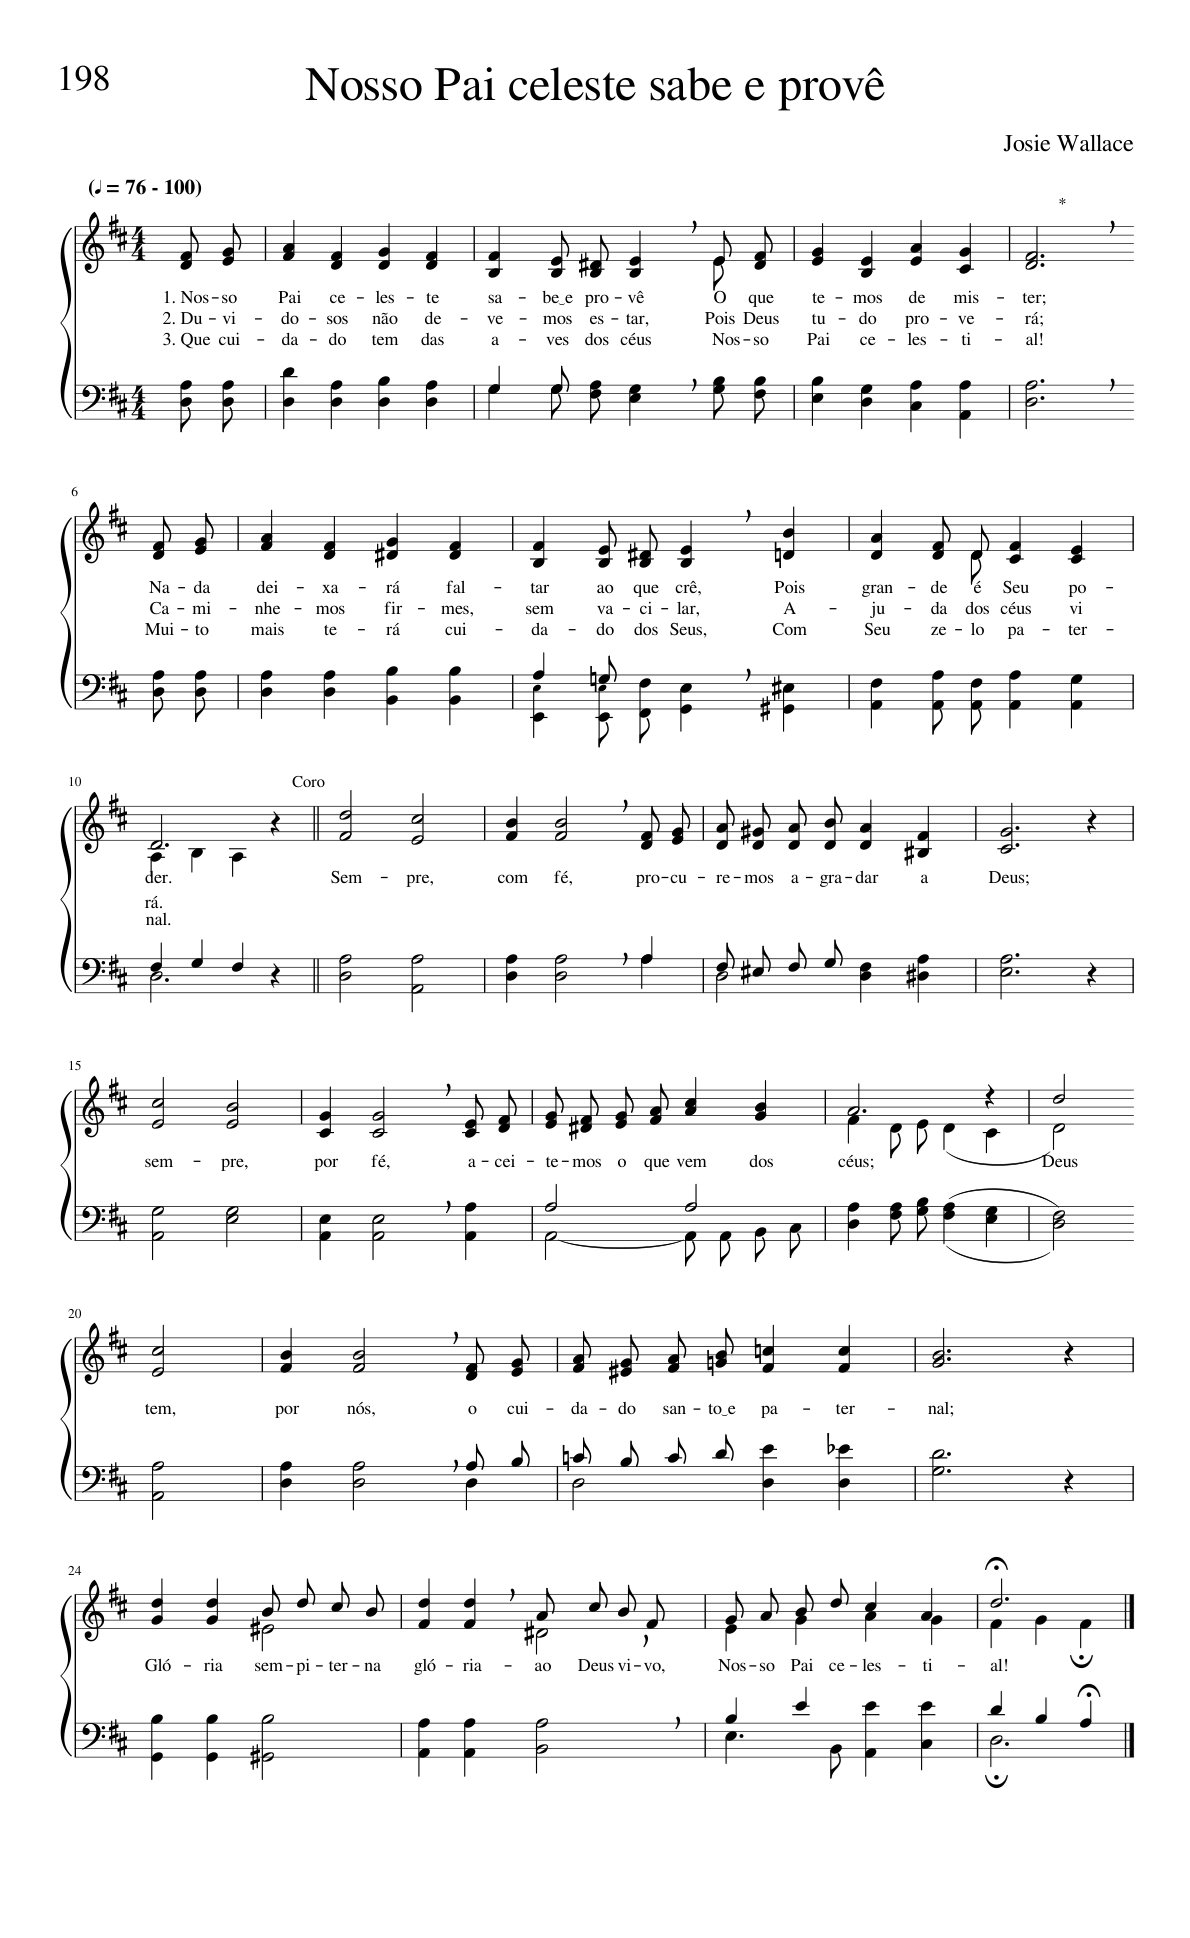 198
Nosso Pai celeste sabe e provê
Josie Wallace
(♩ = 76 - 100)
*
4 4
1. Nos - so Pai ce - les - te sa - be‿e pro - vê O que te - mos de mis - ter;
2. Du - vi - do - sos não de - ve - mos es - tar, Pois Deus tu - do pro - ve - rá;
3. Que cui - da - do tem das a - ves dos céus Nos - so Pai ce - les - ti - al!
4 4
6
Na - da dei - xa - rá fal - tar ao que crê, Pois gran - de é Seu po -
Ca - mi - nhe - mos fir - mes, sem va - ci - lar, A - ju - da dos céus vi
Mui - to mais te - rá cui - da - do dos Seus, Com Seu ze - lo pa - ter -
10
Coro
der. Sem - pre, com fé, pro - cu - re - mos a - gra - dar a Deus;
rá.
nal.
15
sem - pre, por fé, a - cei - te - mos o que vem dos céus; Deus
20
tem, por nós, o cui - da - do san - to‿e pa - ter - nal;
24
Gló - ria sem - pi - ter - na gló - ria - ao Deus vi - vo, Nos - so Pai ce - les - ti - al!